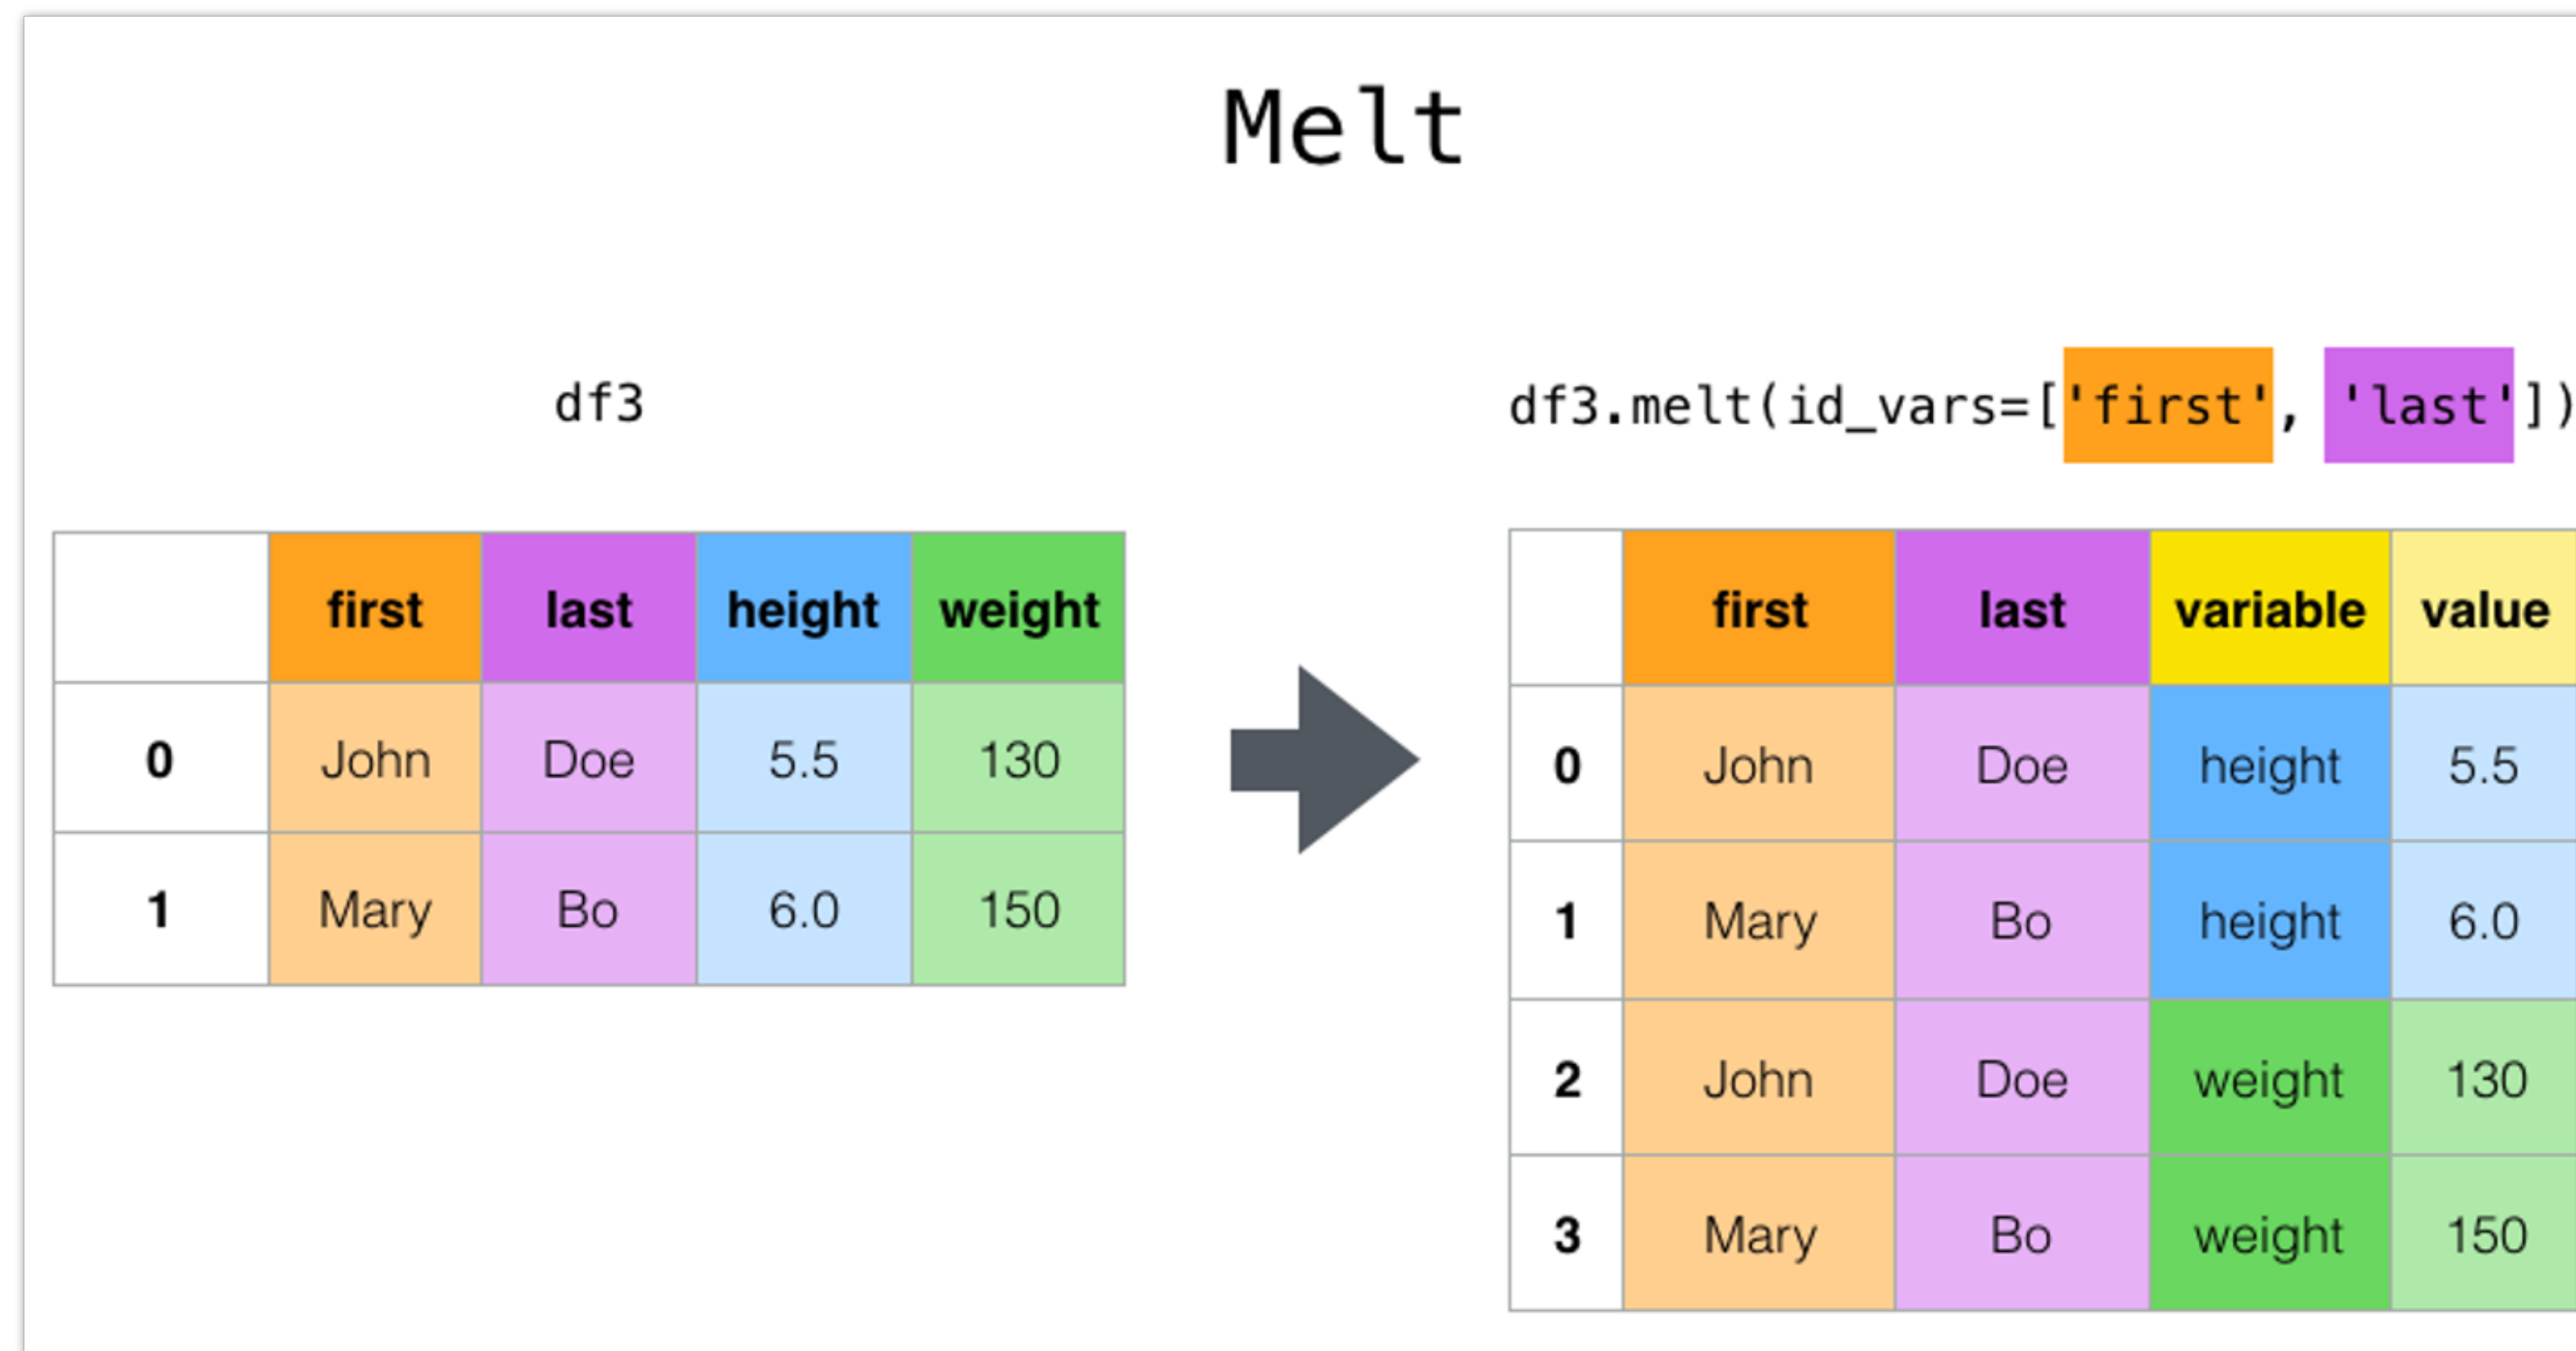 Melt
df3
df3.melt(id_vars=['first', 'last'])
first last height weight
0 John Doe 5.5 130
1 Mary Bo 6.0 150
first last variable value
0 John Doe height 5.5
1 Mary Bo height 6.0
2 John Doe weight 130
3 Mary Bo weight 150